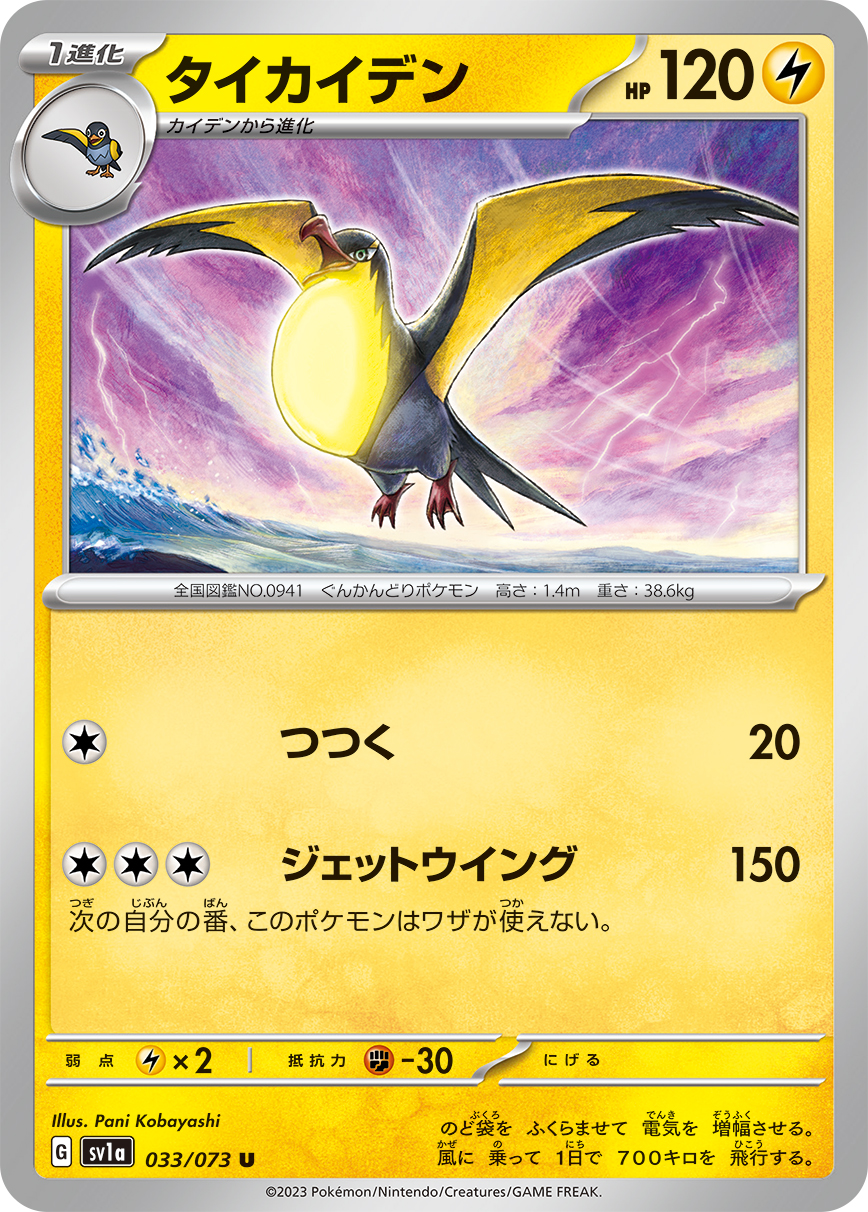 1進化
タイカイデン
HP 120
カイデンから進化
全国図鑑NO.0941 ぐんかんどりポケモン 高さ：1.4m 重さ：38.6kg
つつく 20
ジェットウイング 150
次の自分の番、このポケモンはワザが使えない。
弱点 ×2 抵抗力 -30 にげる
Illus. Pani Kobayashi
のど袋を ふくらませて 電気を 増幅させる。
風に 乗って 1日で 700キロを 飛行する。
G sv1a 033/073 U
©2023 Pokémon/Nintendo/Creatures/GAME FREAK.